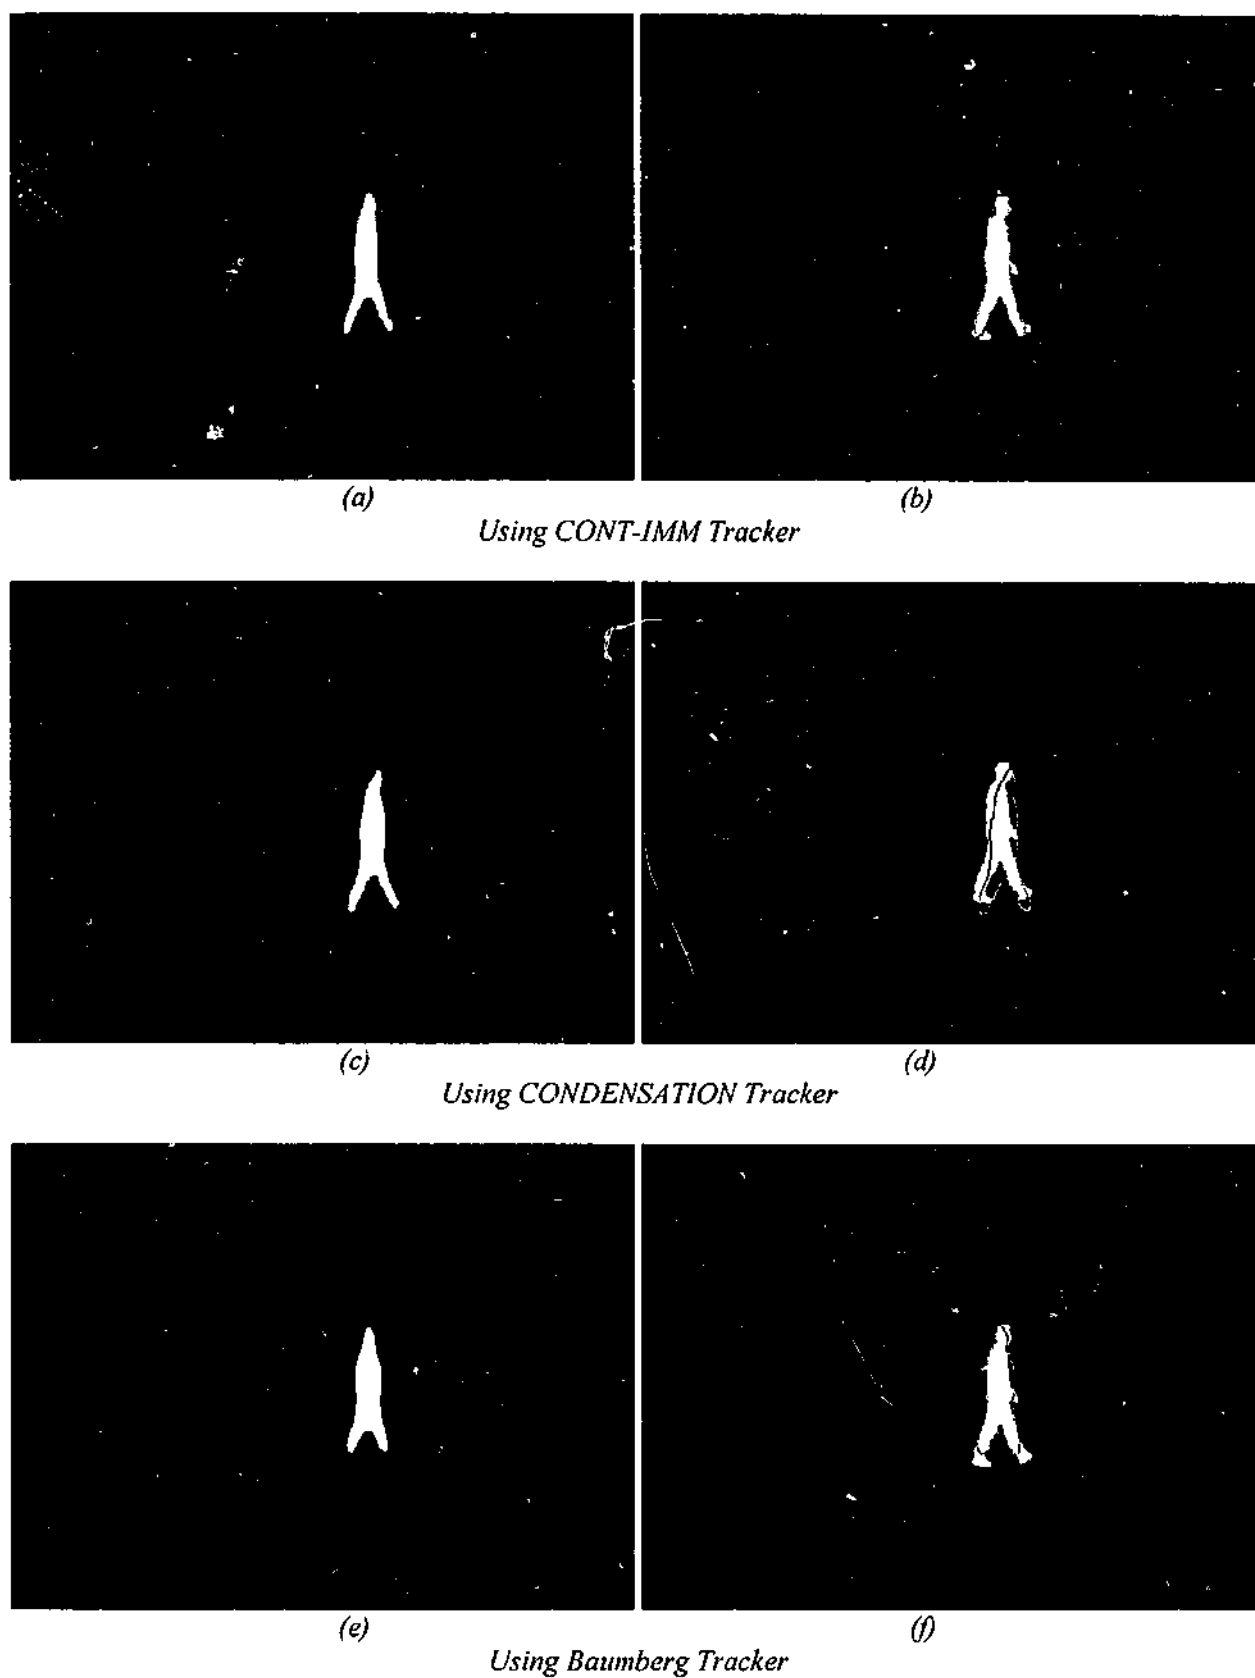 (a) (b)
Using CONT-IMM Tracker
(c) (d)
Using CONDENSATION Tracker
(e) (f)
Using Baumberg Tracker